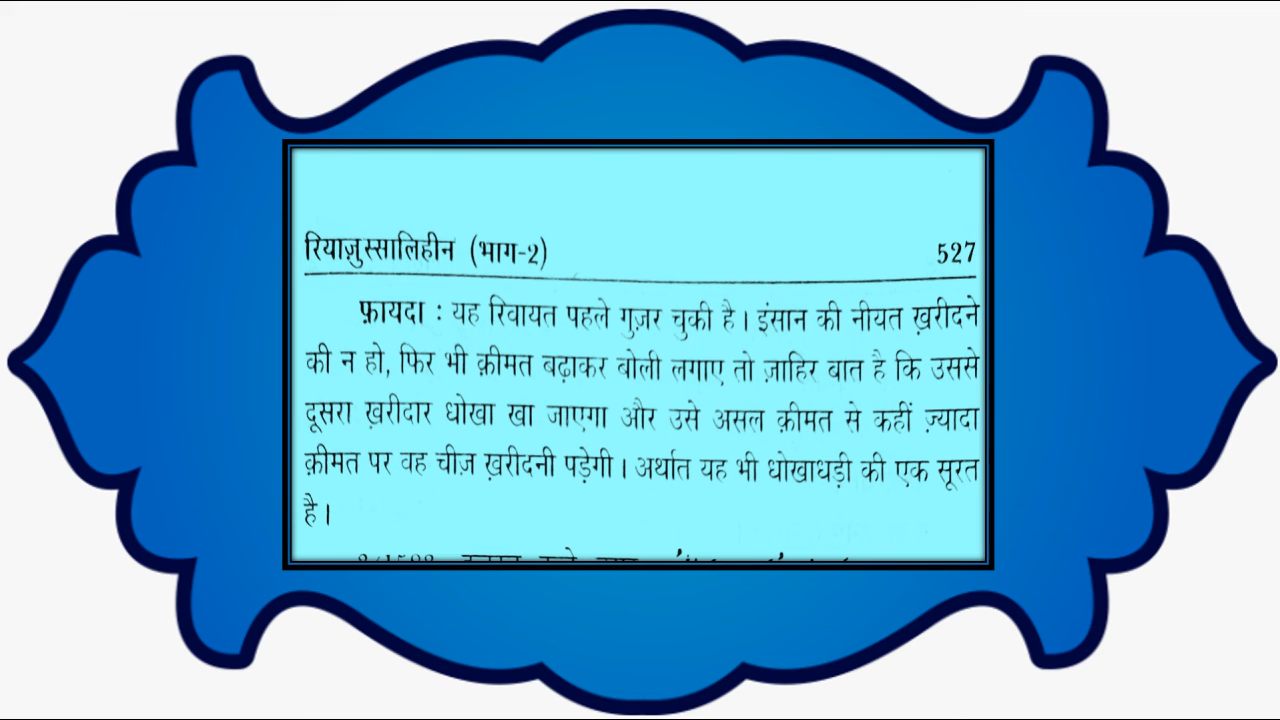 रियाज़ुस्सालिहीन (भाग-2) 527
फ़ायदा : यह रिवायत पहले गुज़र चुकी है। इंसान की नीयत ख़रीदने
की न हो, फिर भी क़ीमत बढ़ाकर बोली लगाए तो ज़ाहिर बात है कि उससे
दूसरा ख़रीदार धोखा खा जाएगा और उसे असल क़ीमत से कहीं ज़्यादा
क़ीमत पर वह चीज़ ख़रीदनी पड़ेगी। अर्थात यह भी धोखाधड़ी की एक सूरत
है।